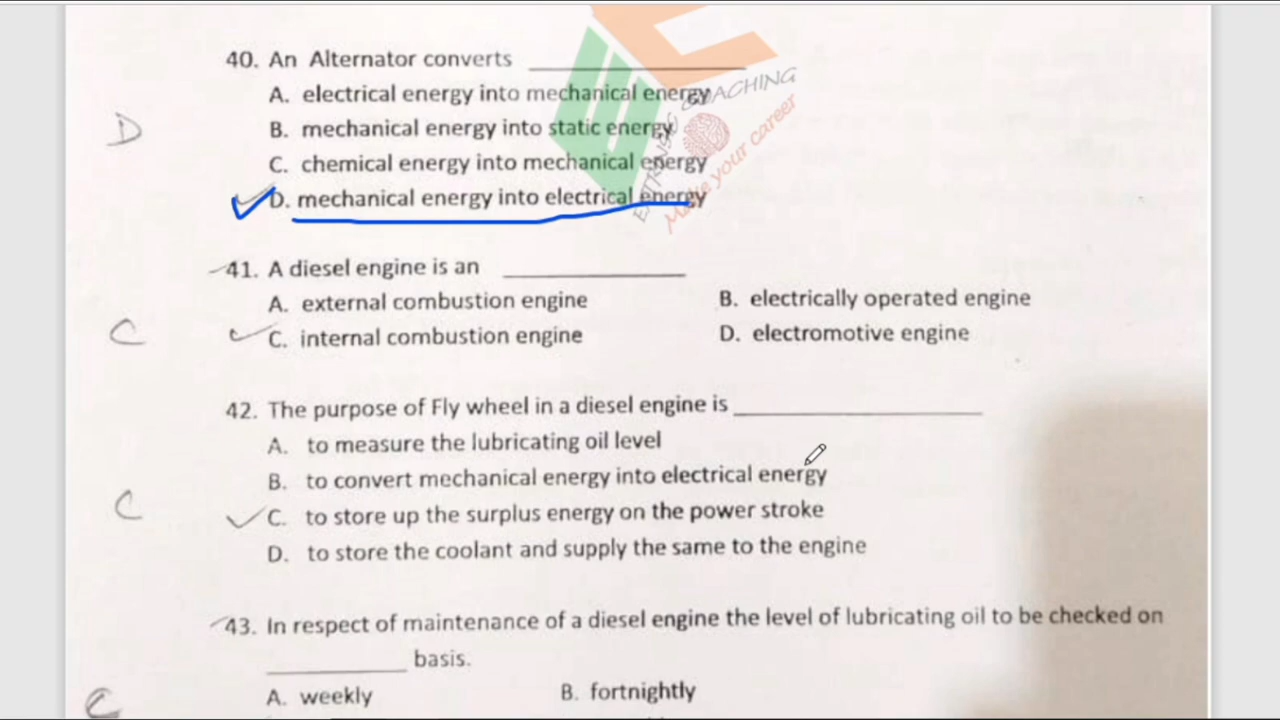 40. An Alternator converts ____________
A. electrical energy into mechanical energy
B. mechanical energy into static energy
D
C. chemical energy into mechanical energy
D. mechanical energy into electrical energy
COACHING
Make your career
41. A diesel engine is an ____________
A. external combustion engine B. electrically operated engine
C
C. internal combustion engine D. electromotive engine
42. The purpose of Fly wheel in a diesel engine is ____________
A. to measure the lubricating oil level
B. to convert mechanical energy into electrical energy
C
C. to store up the surplus energy on the power stroke
D. to store the coolant and supply the same to the engine
43. In respect of maintenance of a diesel engine the level of lubricating oil to be checked on
____________ basis.
C
A. weekly B. fortnightly